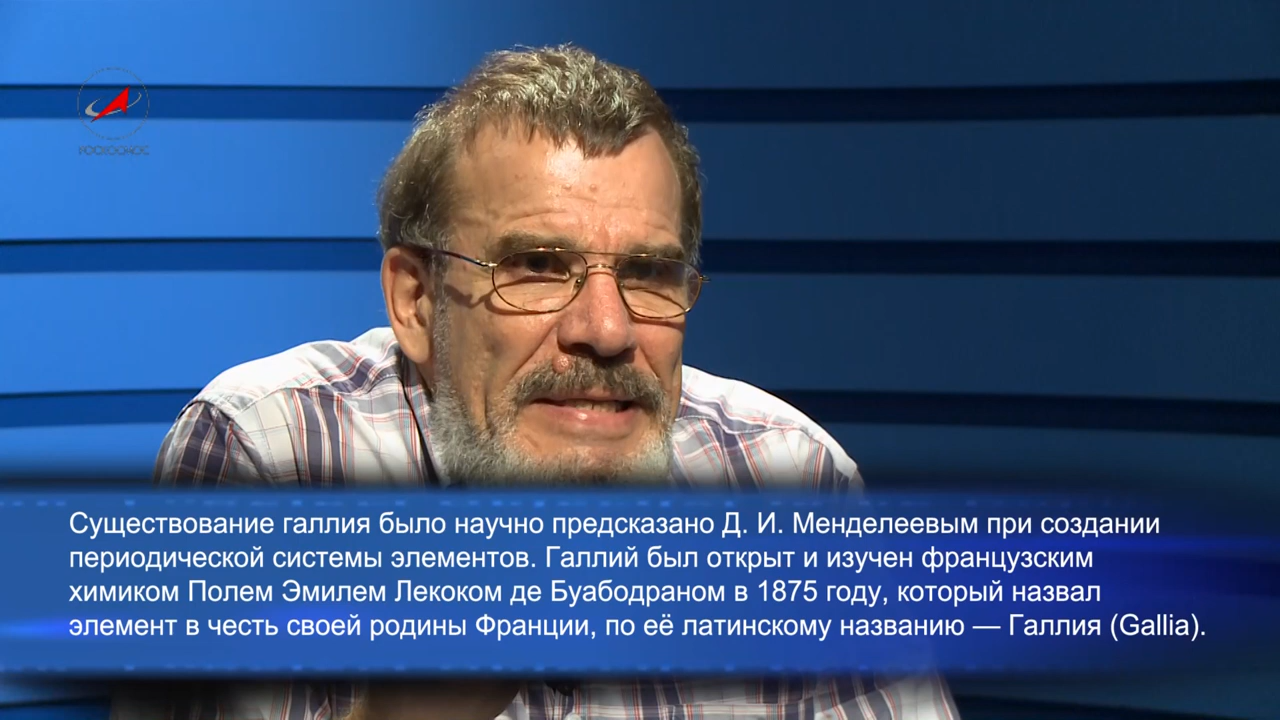 РОСКОСМОС
Существование галлия было научно предсказано Д. И. Менделеевым при создании
периодической системы элементов. Галлий был открыт и изучен французским
химиком Полем Эмилем Лекоком де Буабодраном в 1875 году, который назвал
элемент в честь своей родины Франции, по её латинскому названию — Галлия (Gallia).